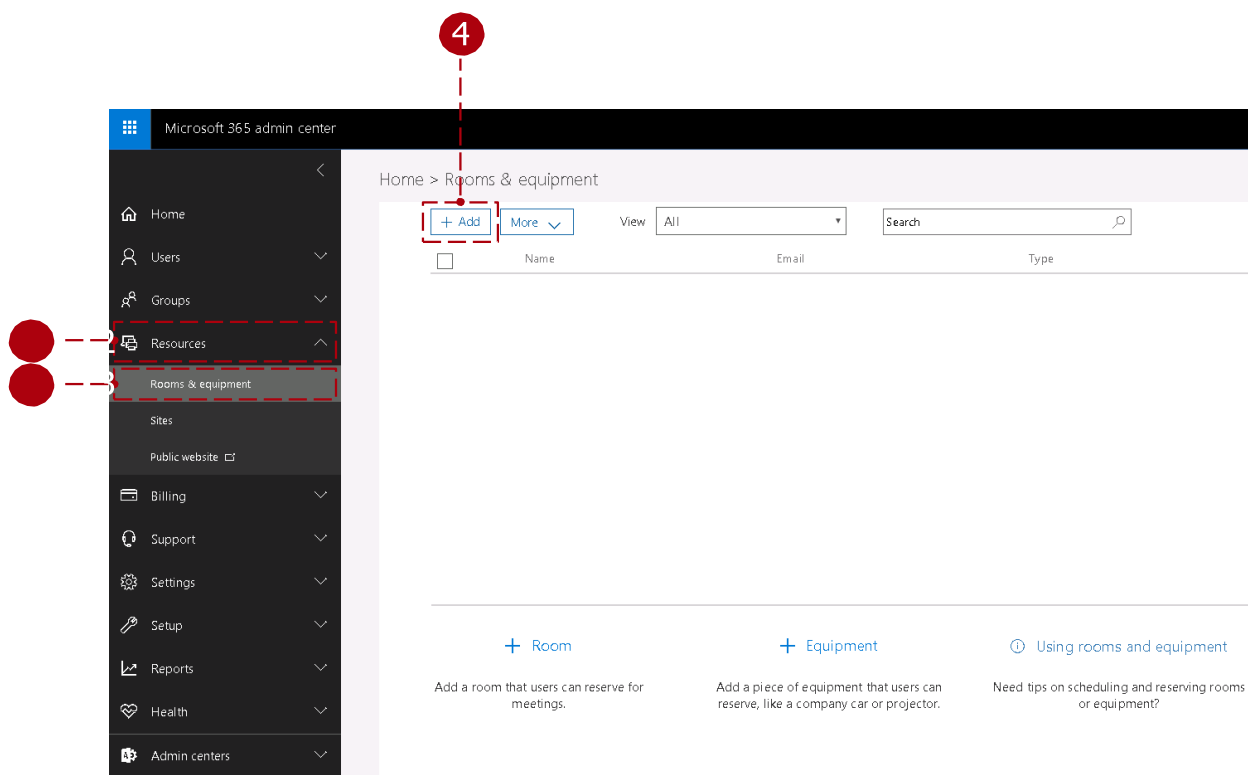 4
Microsoft 365 admin center
Home > Rooms & equipment
Home
+ Add
More
View
All
Search
Users
Name
Email
Type
Groups
2
Resources
3
Rooms & equipment
Sites
Public website
Billing
Support
Settings
Setup
+ Room
+ Equipment
Using rooms and equipment
Reports
Add a room that users can reserve for
meetings.
Add a piece of equipment that users can
reserve, like a company car or projector.
Need tips on scheduling and reserving rooms
or equipment?
Health
Admin centers